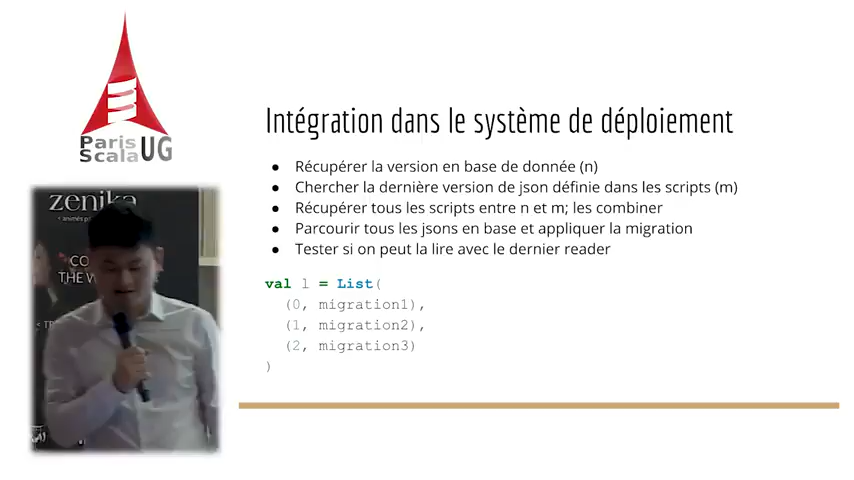 Paris
Scala UG
zenika
Intégration dans le système de déploiement
● Récupérer la version en base de donnée (n)
● Chercher la dernière version de json définie dans les scripts (m)
● Récupérer tous les scripts entre n et m; les combiner
● Parcourir tous les jsons en base et appliquer la migration
● Tester si on peut la lire avec le dernier reader
val l = List(
(0, migration1),
(1, migration2),
(2, migration3)
)